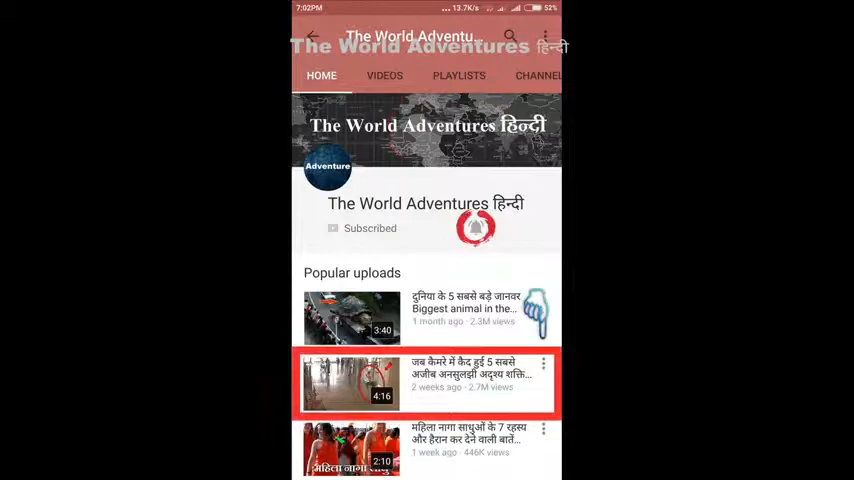 7:02PM
... 13.7K/s
52%
The World Adventu...
The World Adventures हिन्दी
HOME VIDEOS PLAYLISTS CHANNEL
The World Adventures हिन्दी
Adventure
The World Adventures हिन्दी
Subscribed
Popular uploads
दुनिया के 5 सबसे बड़े जानवर
Biggest animal in the...
1 month ago · 2.3M views
3:40
जब कैमरे में कैद हुई 5 सबसे
अजीब अनसुलझी अदृश्य शक्ति...
2 weeks ago · 2.7M views
4:16
महिला नागा साधुओं के 7 रहस्य
और हैरान कर देने वाली बातें...
1 week ago · 446K views
2:10
महिला नागा साधु